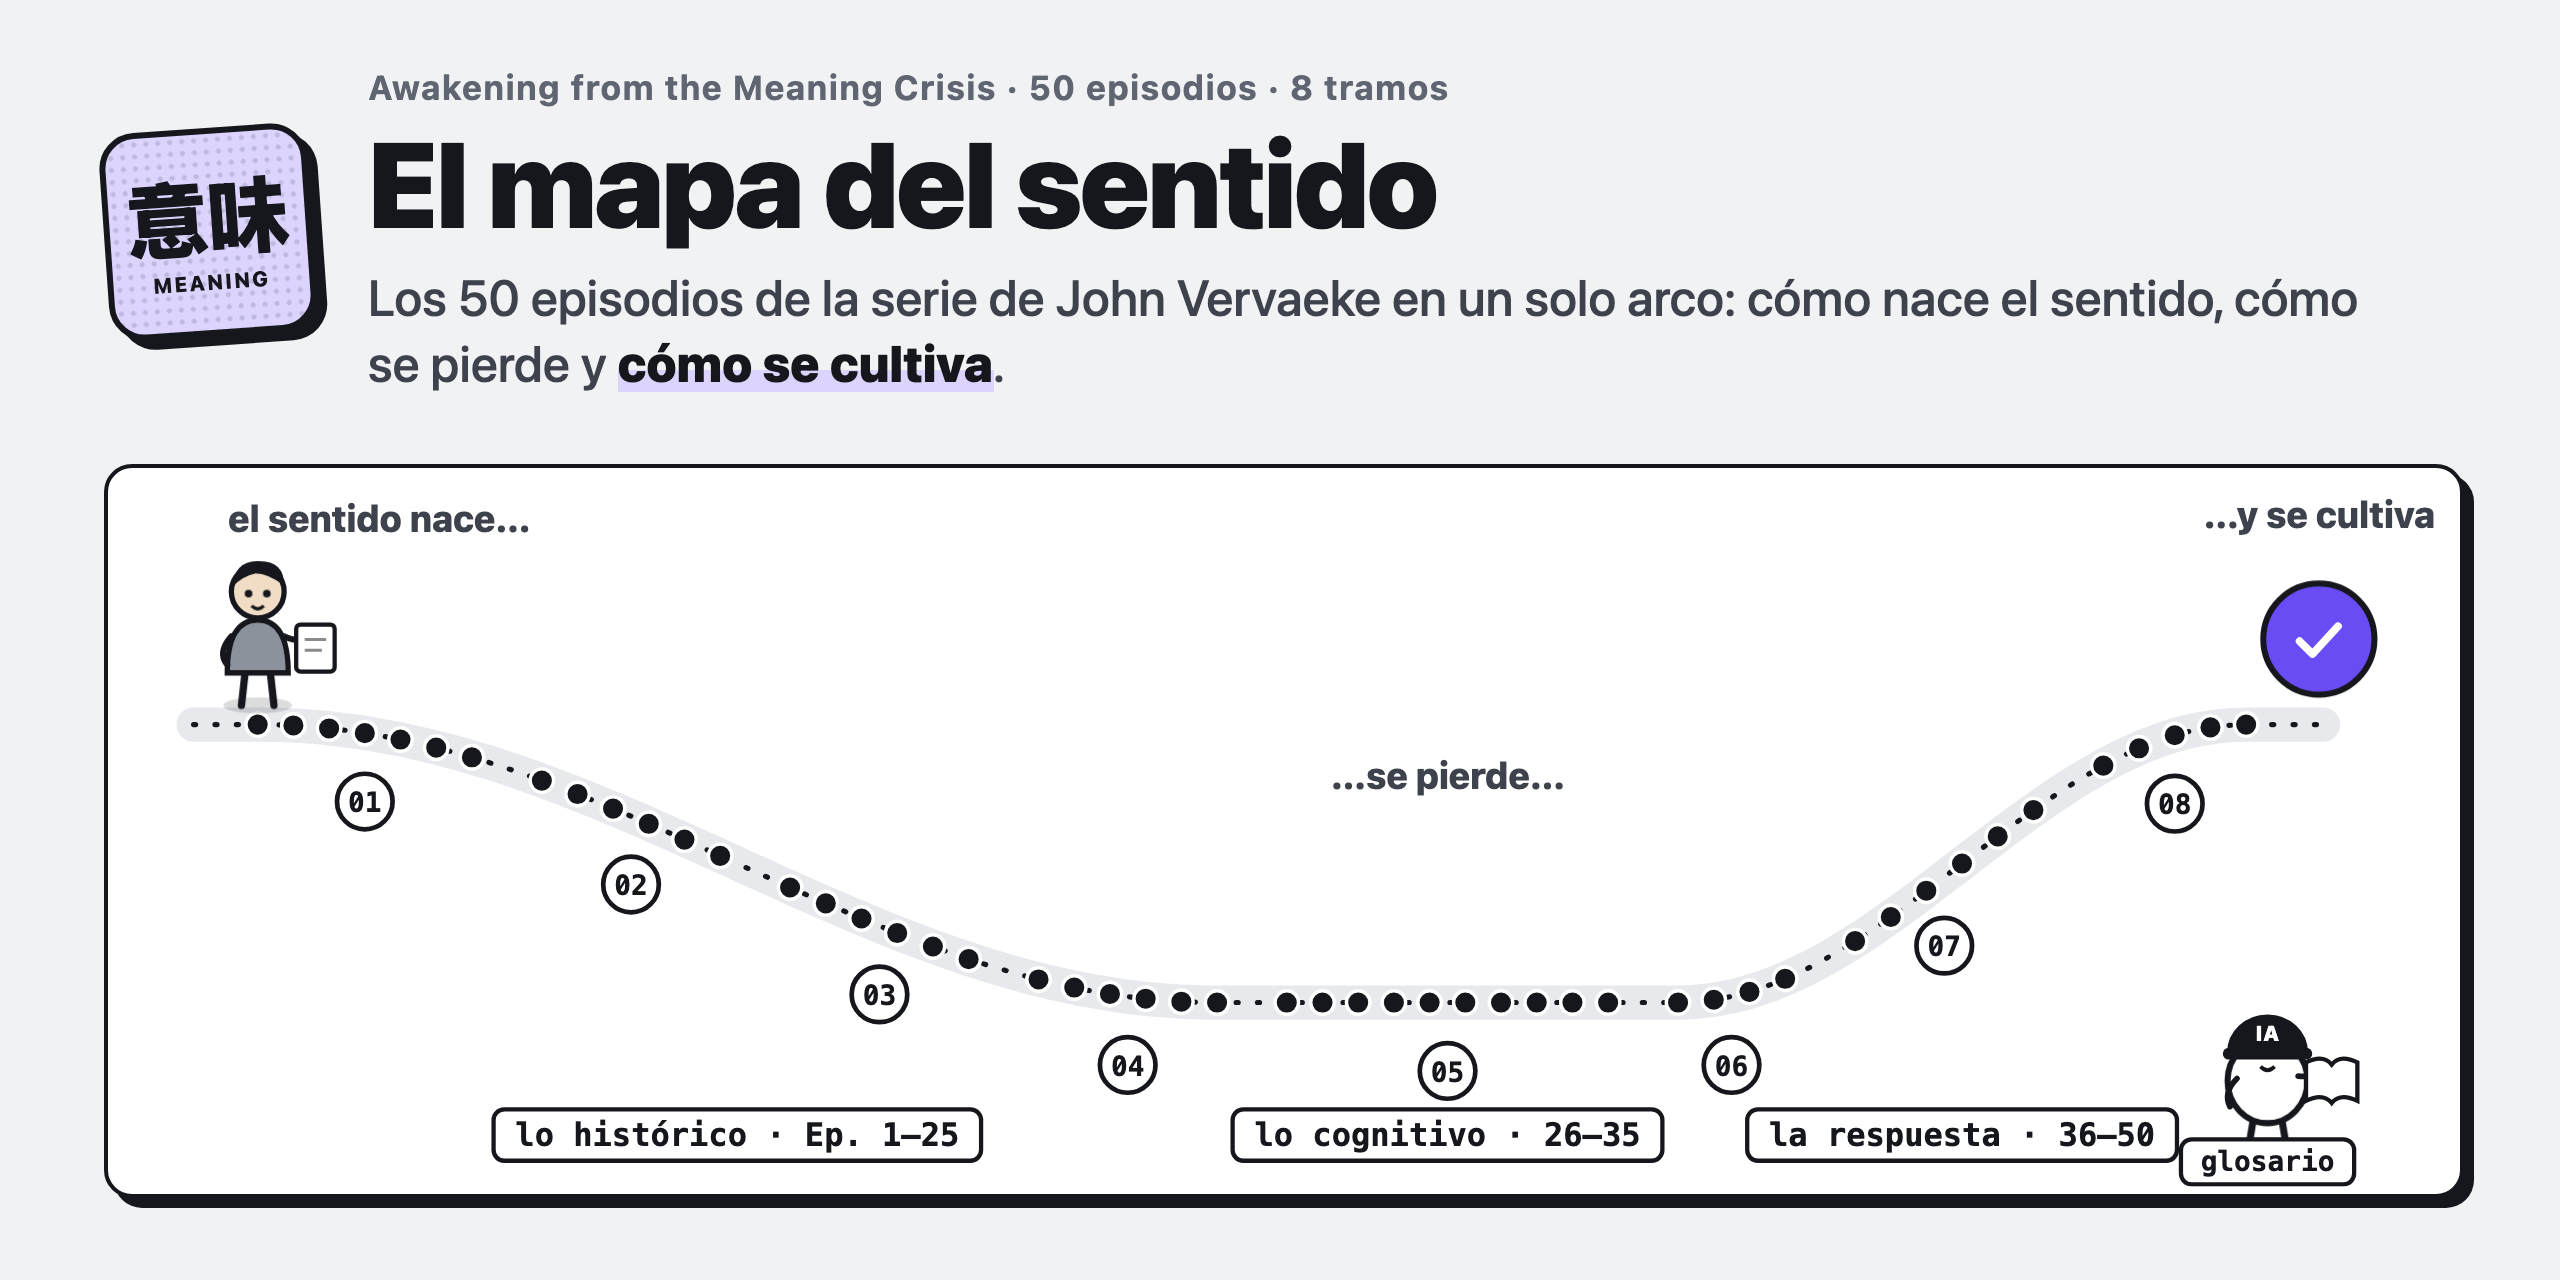 Awakening from the Meaning Crisis · 50 episodios · 8 tramos
意味
MEANING
El mapa del sentido
Los 50 episodios de la serie de John Vervaeke en un solo arco: cómo nace el sentido, cómo
se pierde y cómo se cultiva.
el sentido nace...
...y se cultiva
...se pierde...
01
02
03
04
05
06
07
08
IA
lo histórico · Ep. 1–25
lo cognitivo · 26–35
la respuesta · 36–50
glosario